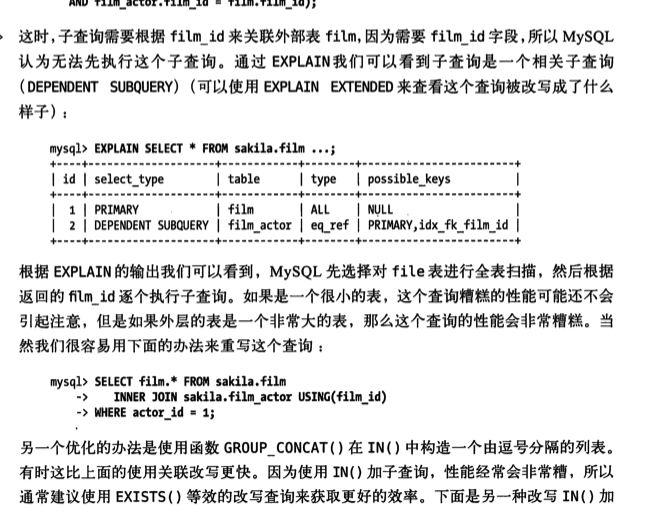 AND film_actor.film_id = film.film_id);
这时,子查询需要根据 film_id 来关联外部表 film,因为需要 film_id 字段,所以 MySQL
认为无法先执行这个子查询。通过 EXPLAIN 我们可以看到子查询是一个相关子查询
(DEPENDENT SUBQUERY)(可以使用 EXPLAIN EXTENDED 来查看这个查询被改写成了什么
样子):
mysql> EXPLAIN SELECT * FROM sakila.film ...;
+----+--------------------+------------+--------+------------------------+
| id | select_type | table | type | possible_keys |
+----+--------------------+------------+--------+------------------------+
| 1 | PRIMARY | film | ALL | NULL |
| 2 | DEPENDENT SUBQUERY | film_actor | eq_ref | PRIMARY,idx_fk_film_id |
+----+--------------------+------------+--------+------------------------+
根据 EXPLAIN 的输出我们可以看到,MySQL 先选择对 file 表进行全表扫描,然后根据
返回的 film_id 逐个执行子查询。如果是一个很小的表,这个查询糟糕的性能可能还不会
引起注意,但是如果外层的表是一个非常大的表,那么这个查询的性能会非常糟糕。当
然我们很容易用下面的办法来重写这个查询:
mysql> SELECT film.* FROM sakila.film
-> INNER JOIN sakila.film_actor USING(film_id)
-> WHERE actor_id = 1;
另一个优化的办法是使用函数 GROUP_CONCAT() 在 IN() 中构造一个由逗号分隔的列表。
有时这比上面的使用关联改写更快。因为使用 IN() 加子查询,性能经常会非常糟,所以
通常建议使用 EXISTS() 等效的改写查询来获取更好的效率。下面是另一种改写 IN() 加